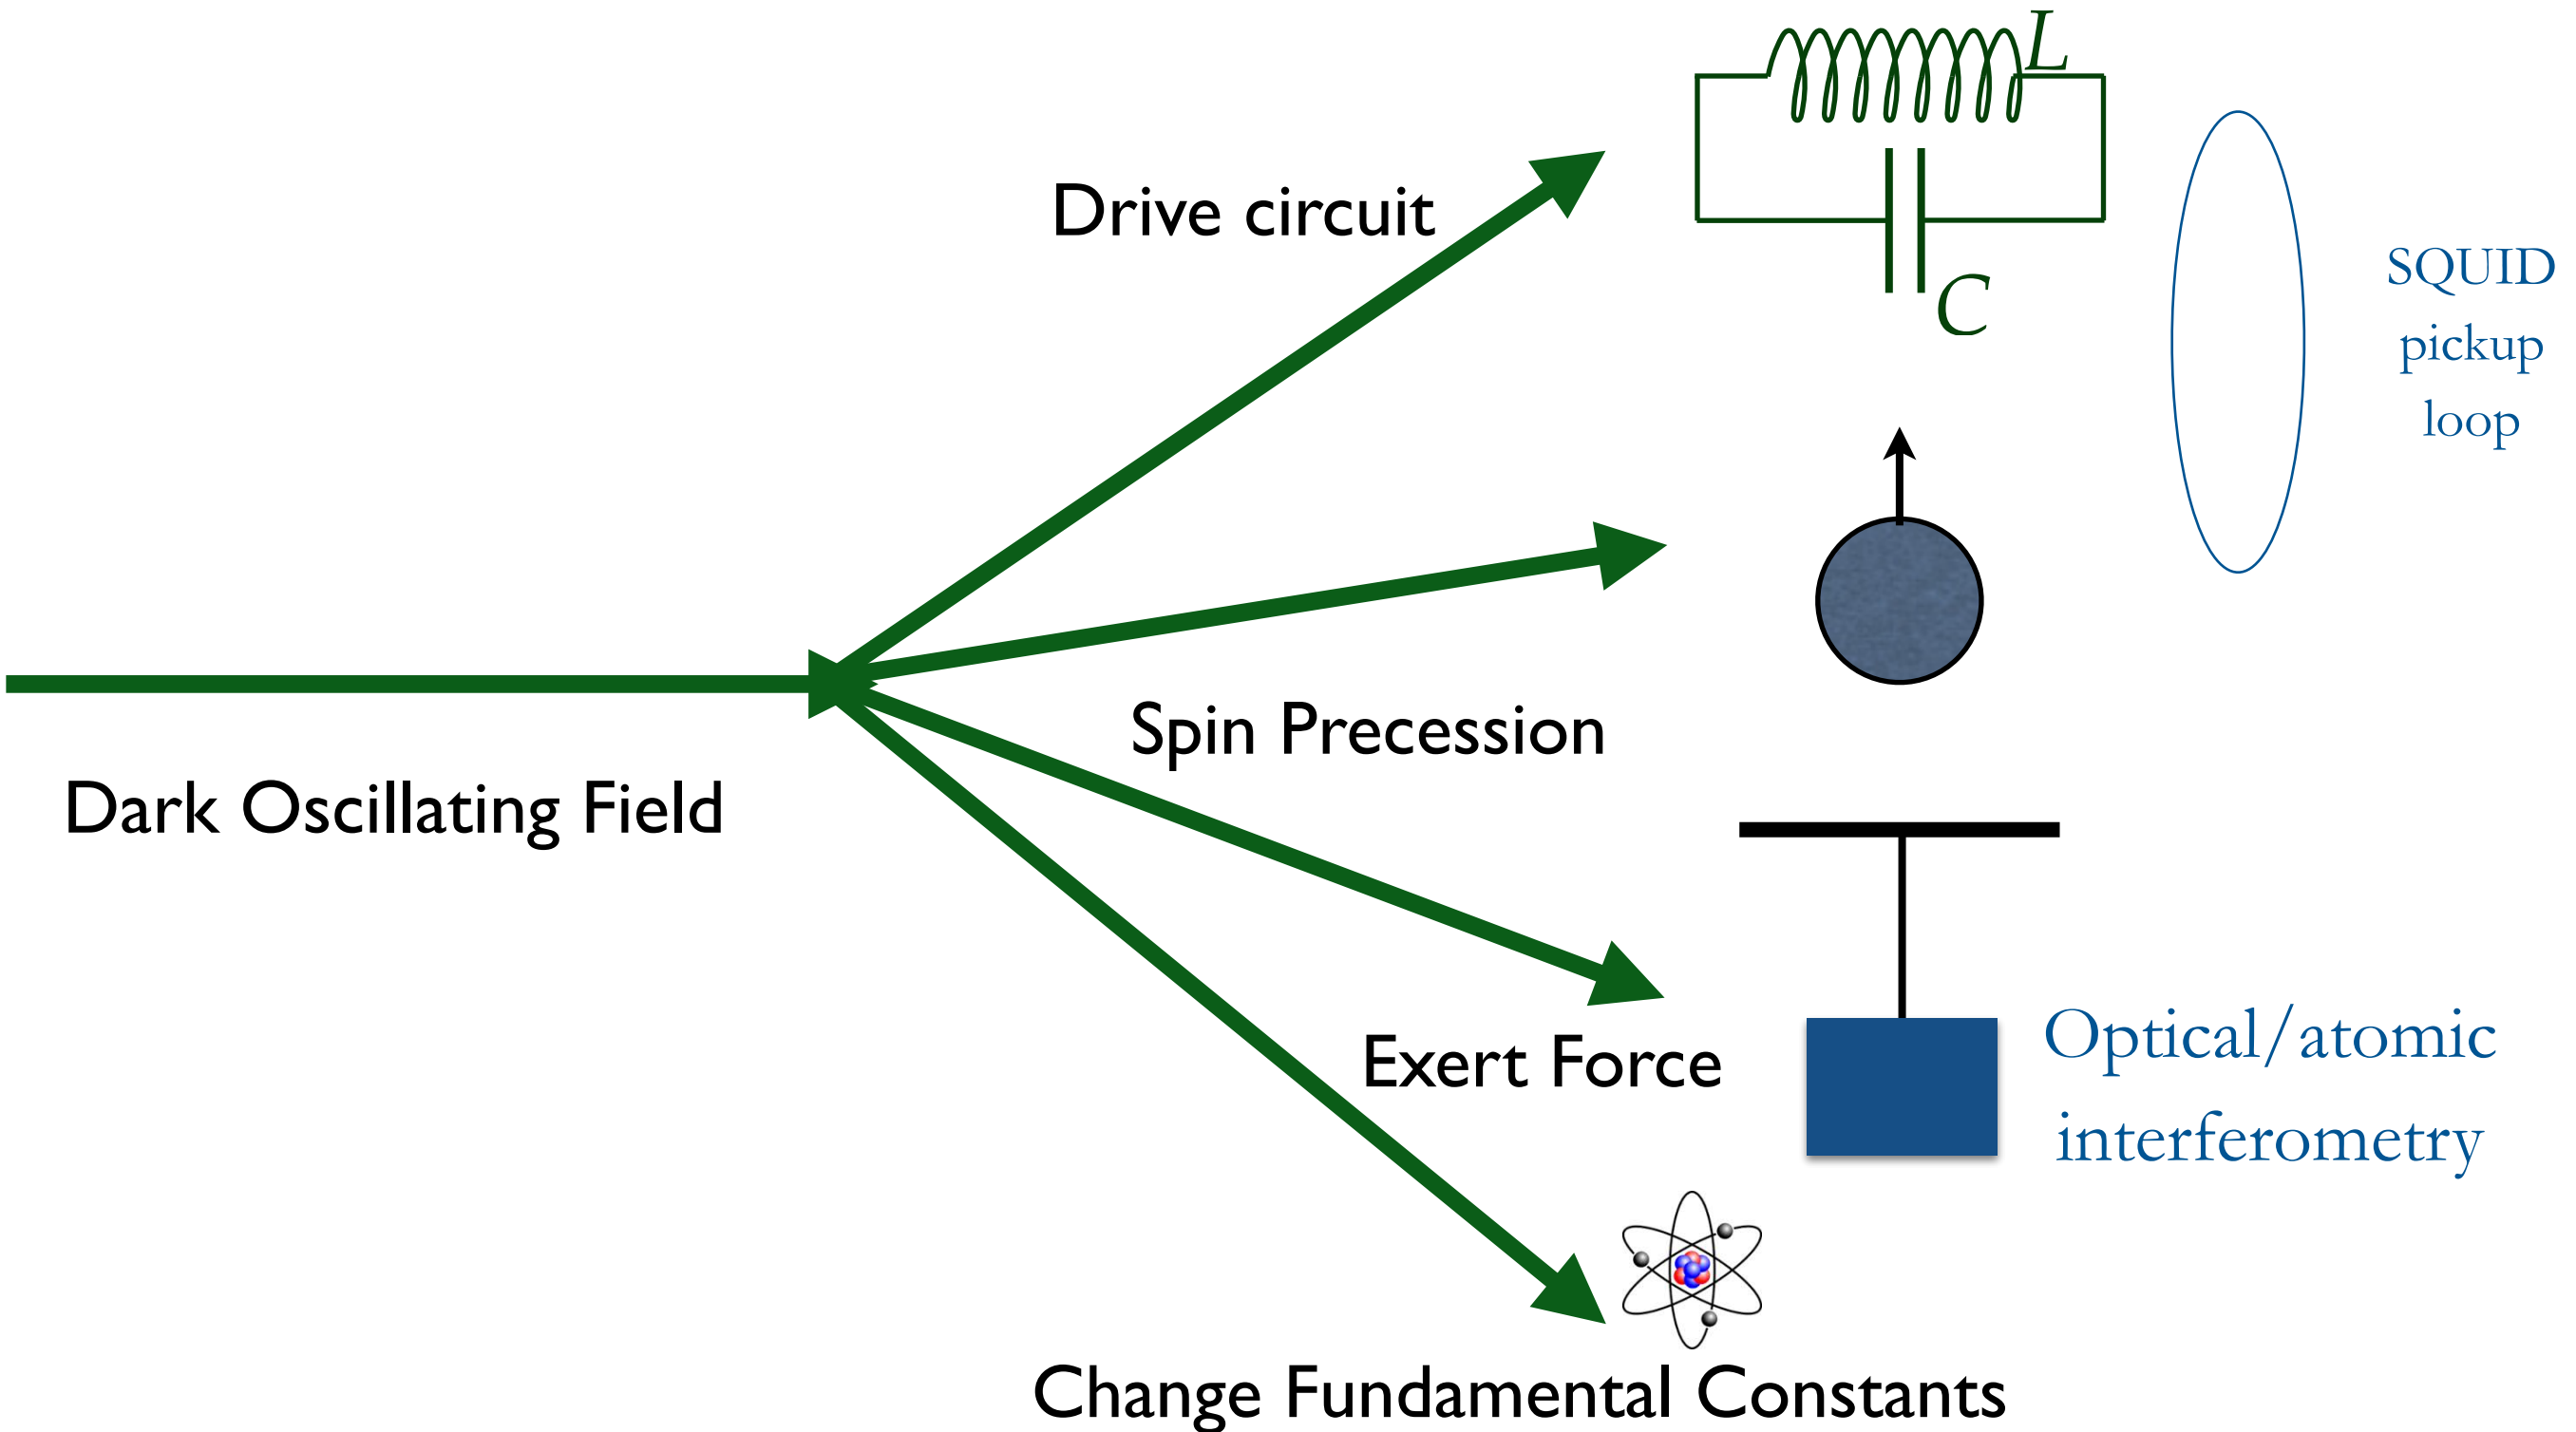 L
Drive circuit
SQUID
pickup
loop
C
Spin Precession
Dark Oscillating Field
Optical/atomic
interferometry
Exert Force
Change Fundamental Constants